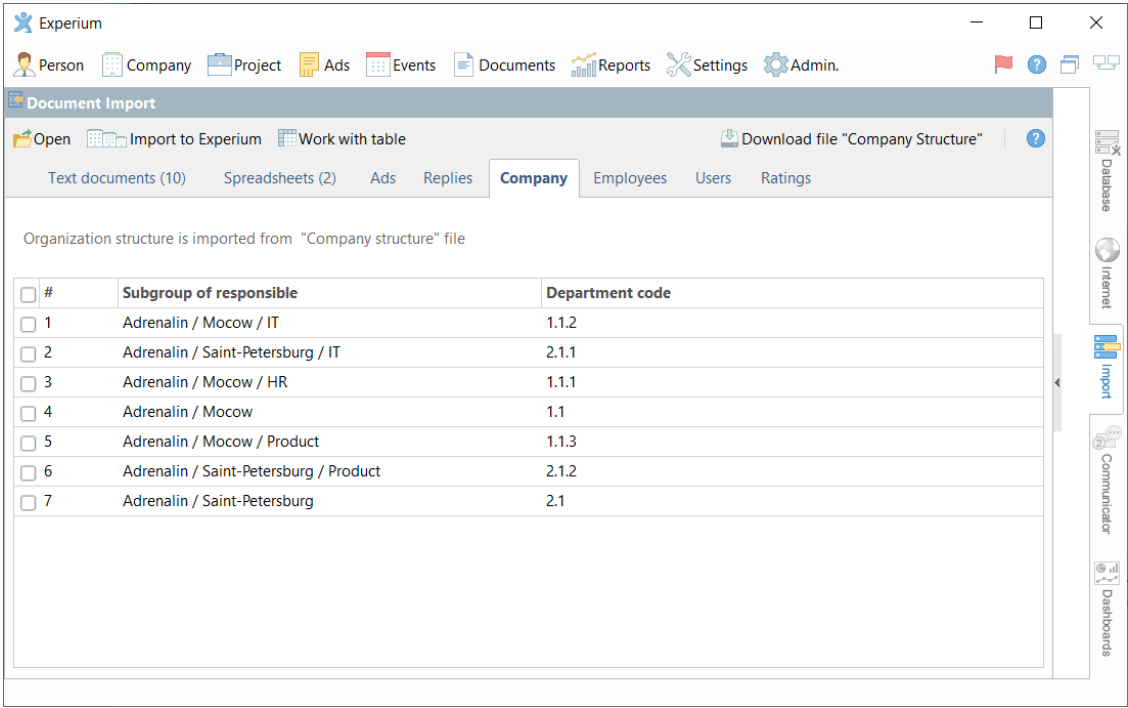 Experium
Person Company Project Ads Events Documents Reports Settings Admin.
Document Import
Open Import to Experium Work with table Download file "Company Structure"
Text documents (10) Spreadsheets (2) Ads Replies Company Employees Users Ratings
Organization structure is imported from "Company structure" file
# Subgroup of responsible Department code
1 Adrenalin / Mocow / IT 1.1.2
2 Adrenalin / Saint-Petersburg / IT 2.1.1
3 Adrenalin / Mocow / HR 1.1.1
4 Adrenalin / Mocow 1.1
5 Adrenalin / Mocow / Product 1.1.3
6 Adrenalin / Saint-Petersburg / Product 2.1.2
7 Adrenalin / Saint-Petersburg 2.1
Database
Internet
Import
2
Communicator
Dashboards